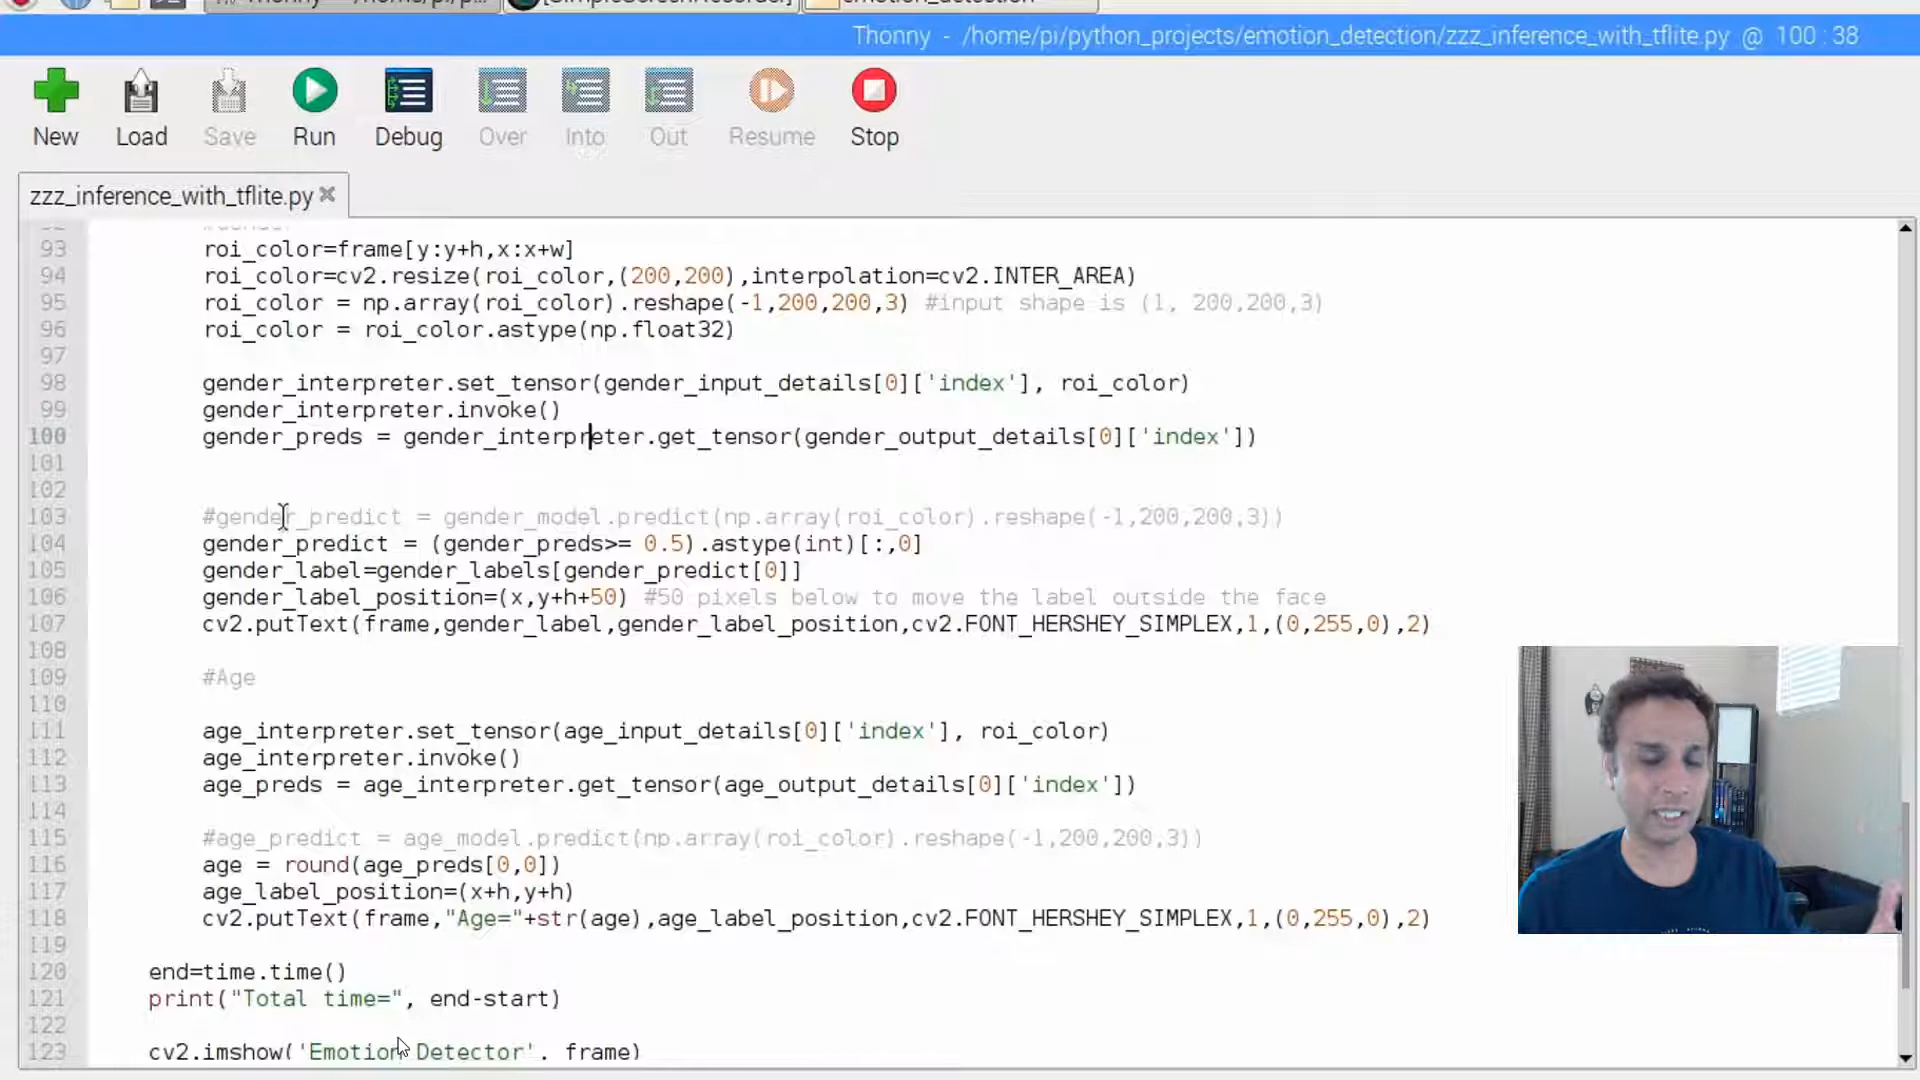 Thonny - /home/pi/python_projects/emotion_detection/zzz_inference_with_tflite.py @ 100 : 38
New Load Save Run Debug Over Into Out Resume Stop
zzz_inference_with_tflite.py
93 roi_color=frame[y:y+h,x:x+w]
94 roi_color=cv2.resize(roi_color,(200,200),interpolation=cv2.INTER_AREA)
95 roi_color = np.array(roi_color).reshape(-1,200,200,3) #input shape is (1, 200,200,3)
96 roi_color = roi_color.astype(np.float32)
97
98 gender_interpreter.set_tensor(gender_input_details[0]['index'], roi_color)
99 gender_interpreter.invoke()
100 gender_preds = gender_interpreter.get_tensor(gender_output_details[0]['index'])
101
102
103 #gender_predict = gender_model.predict(np.array(roi_color).reshape(-1,200,200,3))
104 gender_predict = (gender_preds>= 0.5).astype(int)[:,0]
105 gender_label=gender_labels[gender_predict[0]]
106 gender_label_position=(x,y+h+50) #50 pixels below to move the label outside the face
107 cv2.putText(frame,gender_label,gender_label_position,cv2.FONT_HERSHEY_SIMPLEX,1,(0,255,0),2)
108
109 #Age
110
111 age_interpreter.set_tensor(age_input_details[0]['index'], roi_color)
112 age_interpreter.invoke()
113 age_preds = age_interpreter.get_tensor(age_output_details[0]['index'])
114
115 #age_predict = age_model.predict(np.array(roi_color).reshape(-1,200,200,3))
116 age = round(age_preds[0,0])
117 age_label_position=(x+h,y+h)
118 cv2.putText(frame,"Age="+str(age),age_label_position,cv2.FONT_HERSHEY_SIMPLEX,1,(0,255,0),2)
119
120 end=time.time()
121 print("Total time=", end-start)
122
123 cv2.imshow('Emotion Detector', frame)